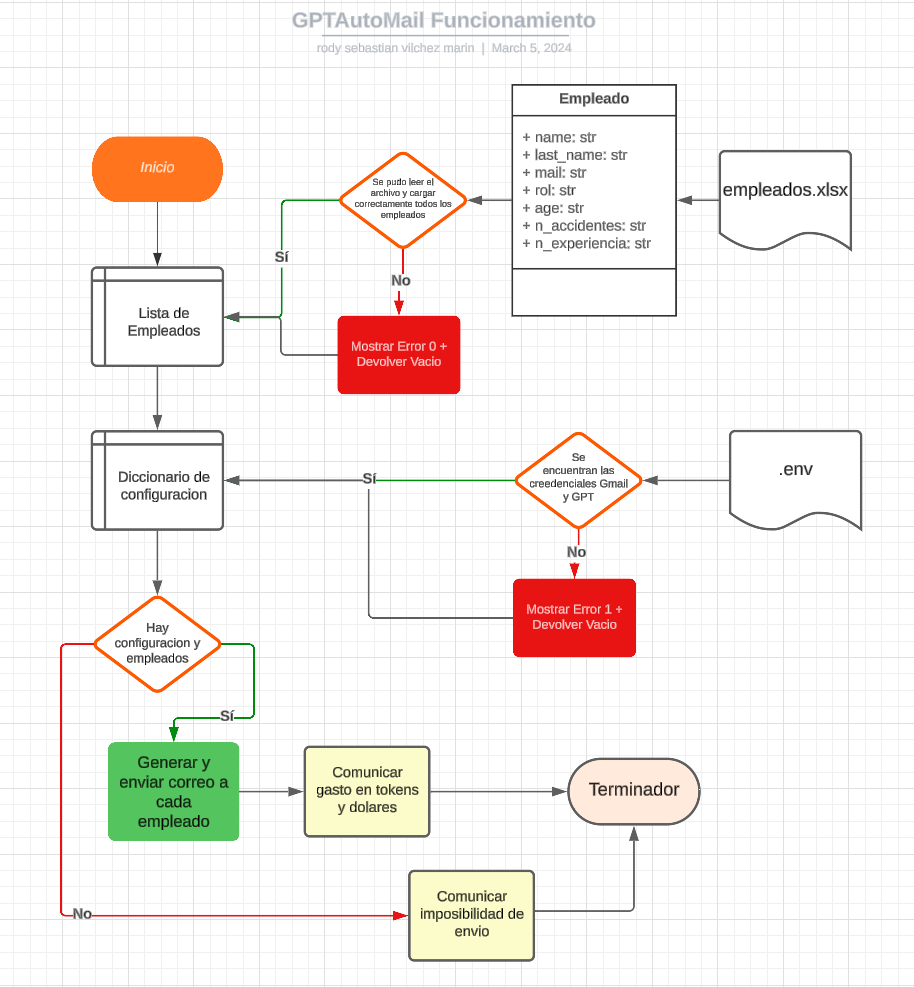 GPTAutoMail Funcionamiento
rody sebastian vilchez marin | March 5, 2024
Empleado
+ name: str
+ last_name: str
+ mail: str
+ rol: str
+ age: str
+ n_accidentes: str
+ n_experiencia: str
empleados.xlsx
Inicio
Se pudo leer el
archivo y cargar
correctamente todos los
empleados
Sí
No
Lista de
Empleados
Mostrar Error 0 +
Devolver Vacio
Diccionario de
configuracion
Sí
Se
encuentran las
creedenciales Gmail
y GPT
.env
No
Mostrar Error 1 +
Devolver Vacio
Hay
configuracion y
empleados
Sí
Generar y
enviar correo a
cada
empleado
Comunicar
gasto en tokens
y dolares
Terminador
No
Comunicar
imposibilidad de
envio